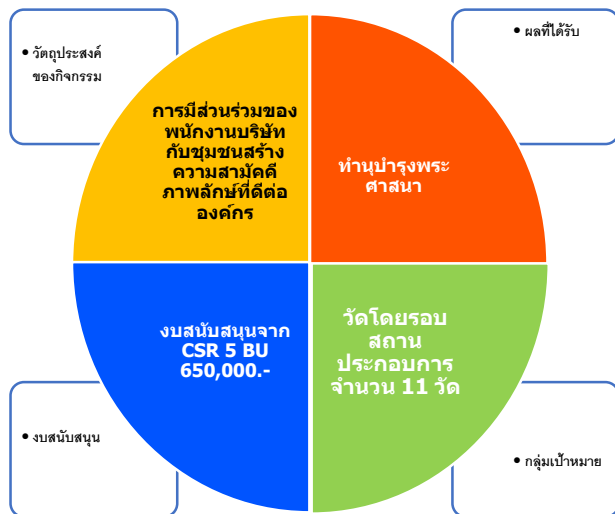 • วัตถุประสงค์
ของกิจกรรม
• ผลที่ได้รับ
การมีส่วนร่วมของ
พนักงานบริษัท
กับชุมชนสร้าง
ความสามัคคี
ภาพลักษ์ที่ดีต่อ
องค์กร
ทำนุบำรุงพระ
ศาสนา
งบสนับสนุนจาก
CSR 5 BU
650,000.-
วัดโดยรอบ
สถาน
ประกอบการ
จำนวน 11 วัด
• งบสนับสนุน
• กลุ่มเป้าหมาย